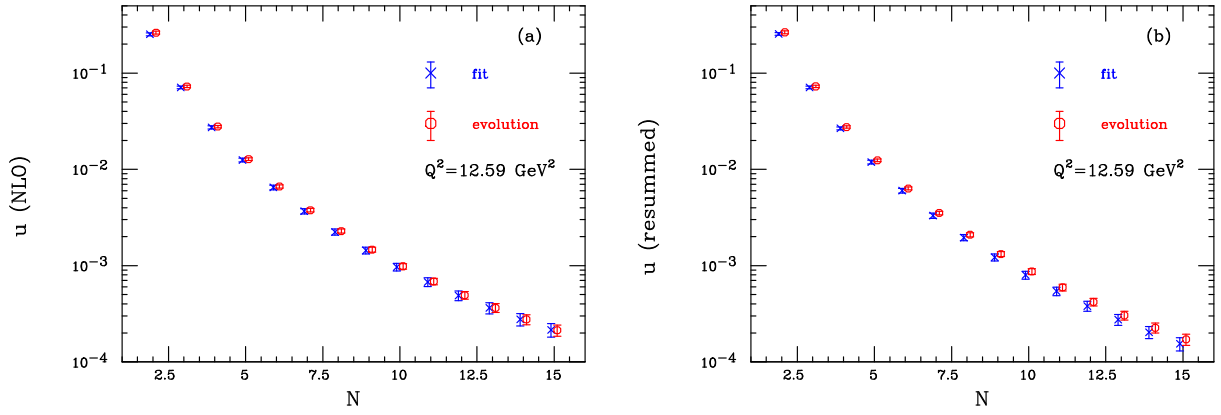 (a)
fit
evolution
Q²=12.59 GeV²
u (NLO)
10⁻¹
10⁻²
10⁻³
10⁻⁴
2.5 5 7.5 10 12.5 15
N
(b)
fit
evolution
Q²=12.59 GeV²
u (resummed)
10⁻¹
10⁻²
10⁻³
10⁻⁴
2.5 5 7.5 10 12.5 15
N